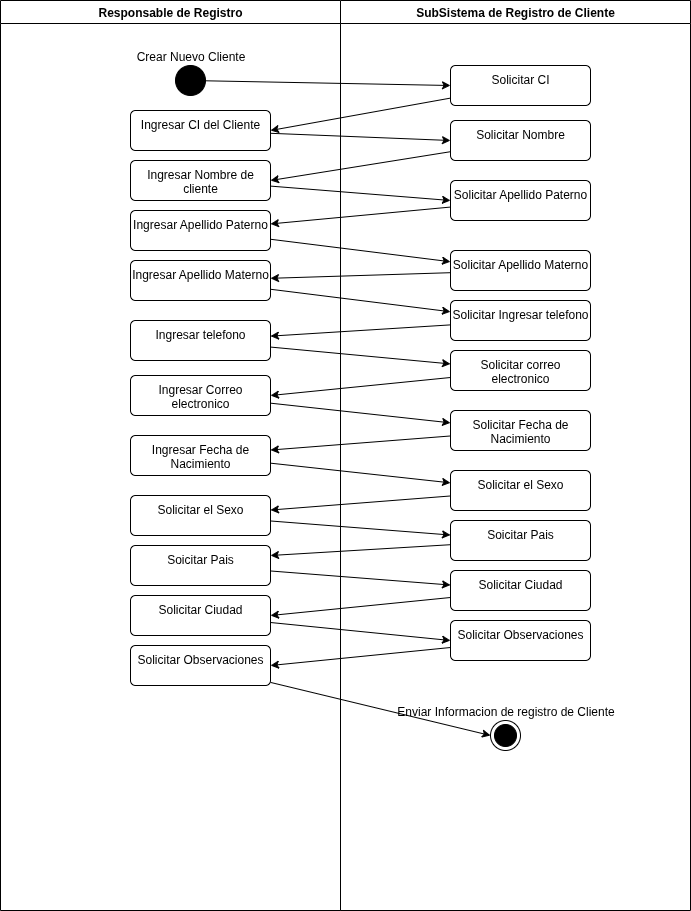 Responsable de Registro
SubSistema de Registro de Cliente
Crear Nuevo Cliente
Solicitar CI
Ingresar CI del Cliente
Solicitar Nombre
Ingresar Nombre de
cliente
Solicitar Apellido Paterno
Ingresar Apellido Paterno
Solicitar Apellido Materno
Ingresar Apellido Materno
Solicitar Ingresar telefono
Ingresar telefono
Solicitar correo
electronico
Ingresar Correo
electronico
Solicitar Fecha de
Nacimiento
Ingresar Fecha de
Nacimiento
Solicitar el Sexo
Solicitar el Sexo
Soicitar Pais
Soicitar Pais
Solicitar Ciudad
Solicitar Ciudad
Solicitar Observaciones
Solicitar Observaciones
Enviar Informacion de registro de Cliente